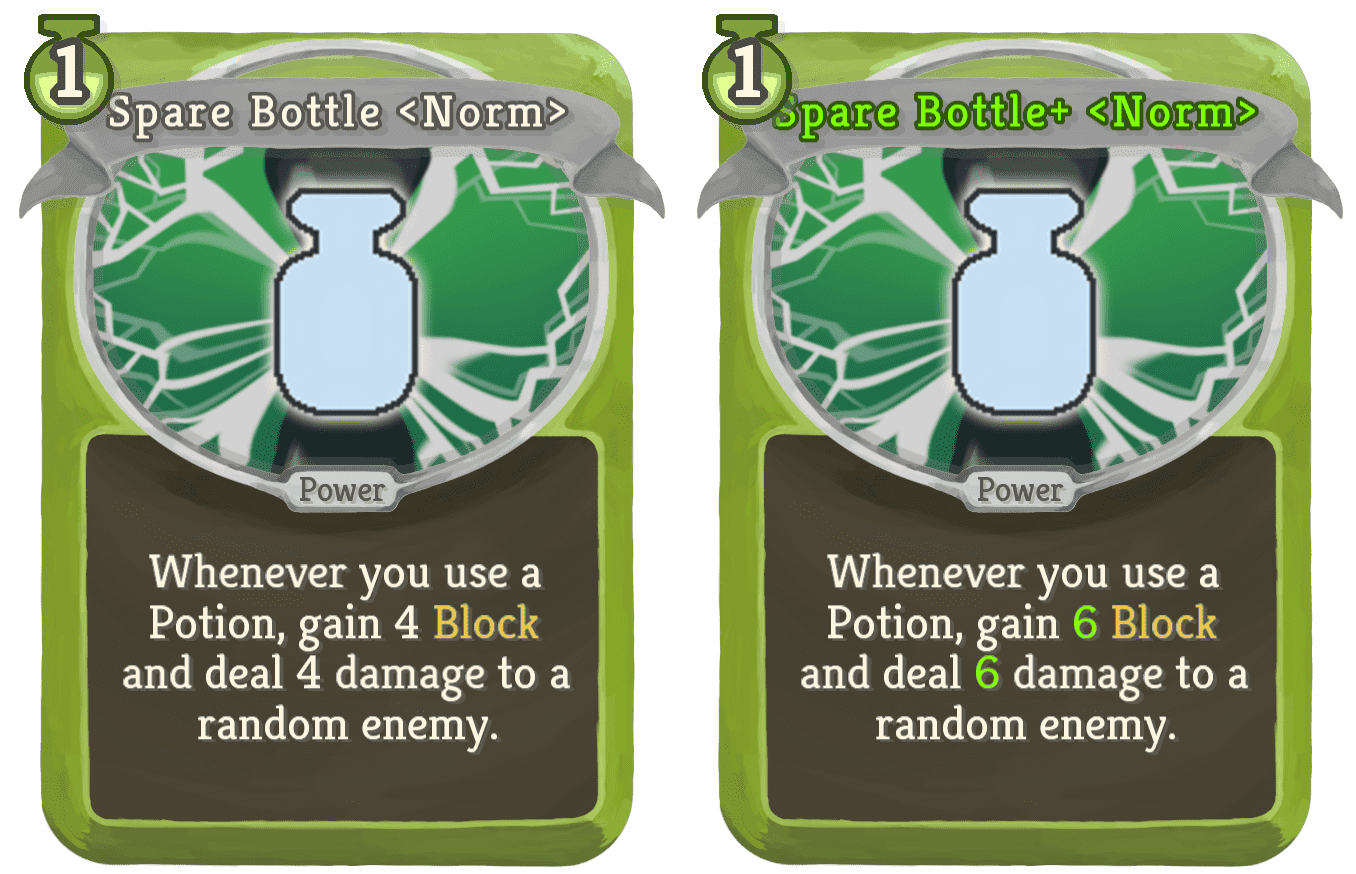 1
Spare Bottle <Norm>
Power
Whenever you use a
Potion, gain 4 Block
and deal 4 damage to a
random enemy.
1
Spare Bottle+ <Norm>
Power
Whenever you use a
Potion, gain 6 Block
and deal 6 damage to a
random enemy.